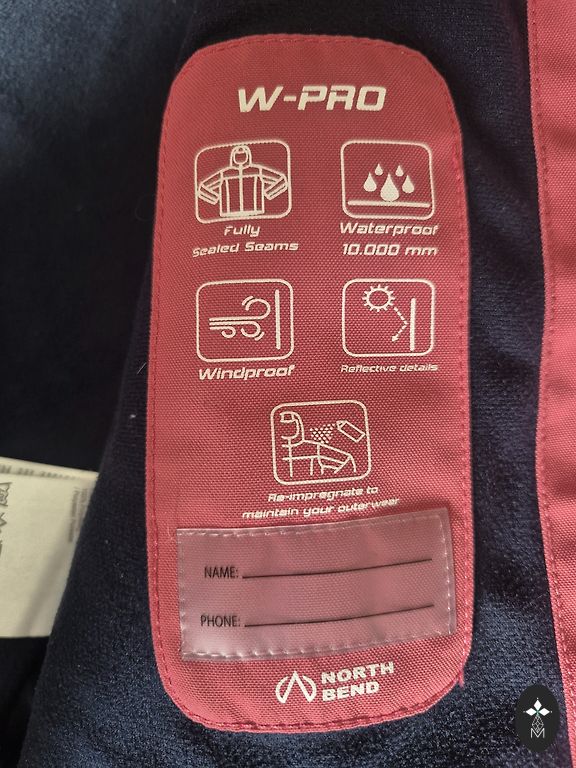 W-PRO
Fully
Sealed Seams
Waterproof
10.000 mm
Windproof
Reflective details
Re-impregnate to
maintain your outerwear
NAME:
PHONE:
NORTH
BEND
M